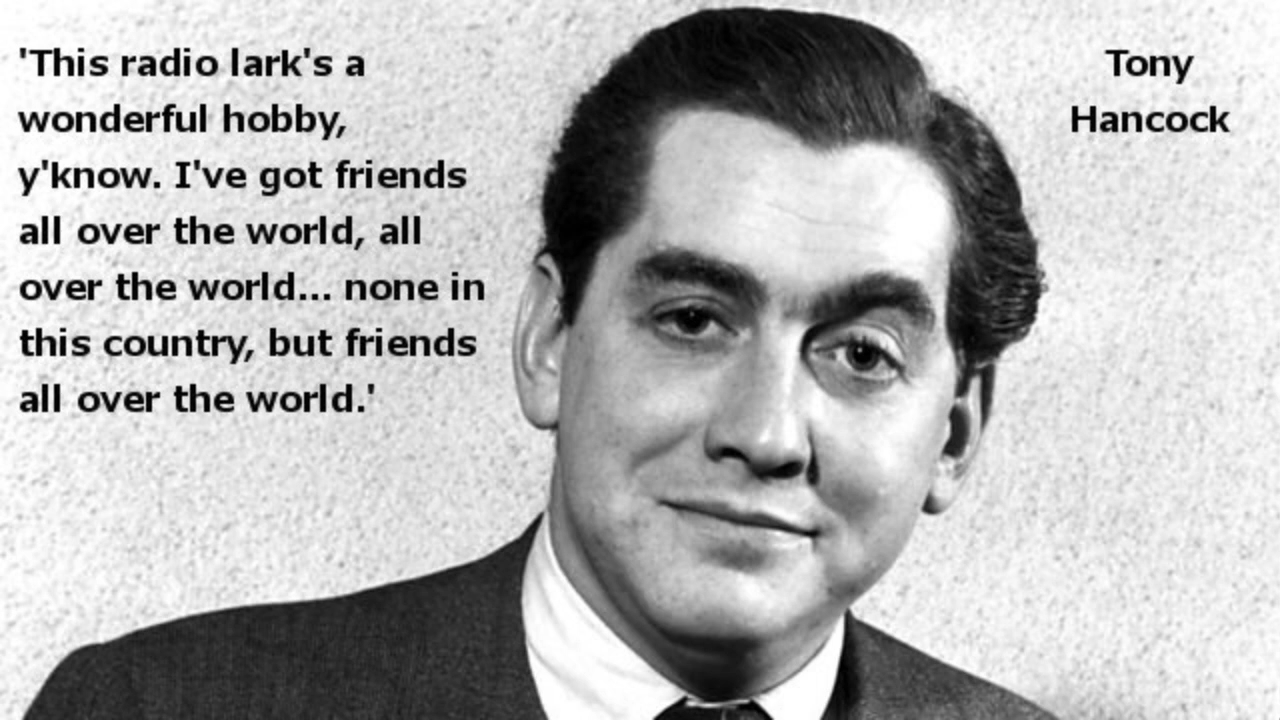 'This radio lark's a
wonderful hobby,
y'know. I've got friends
all over the world, all
over the world... none in
this country, but friends
all over the world.'
Tony
Hancock